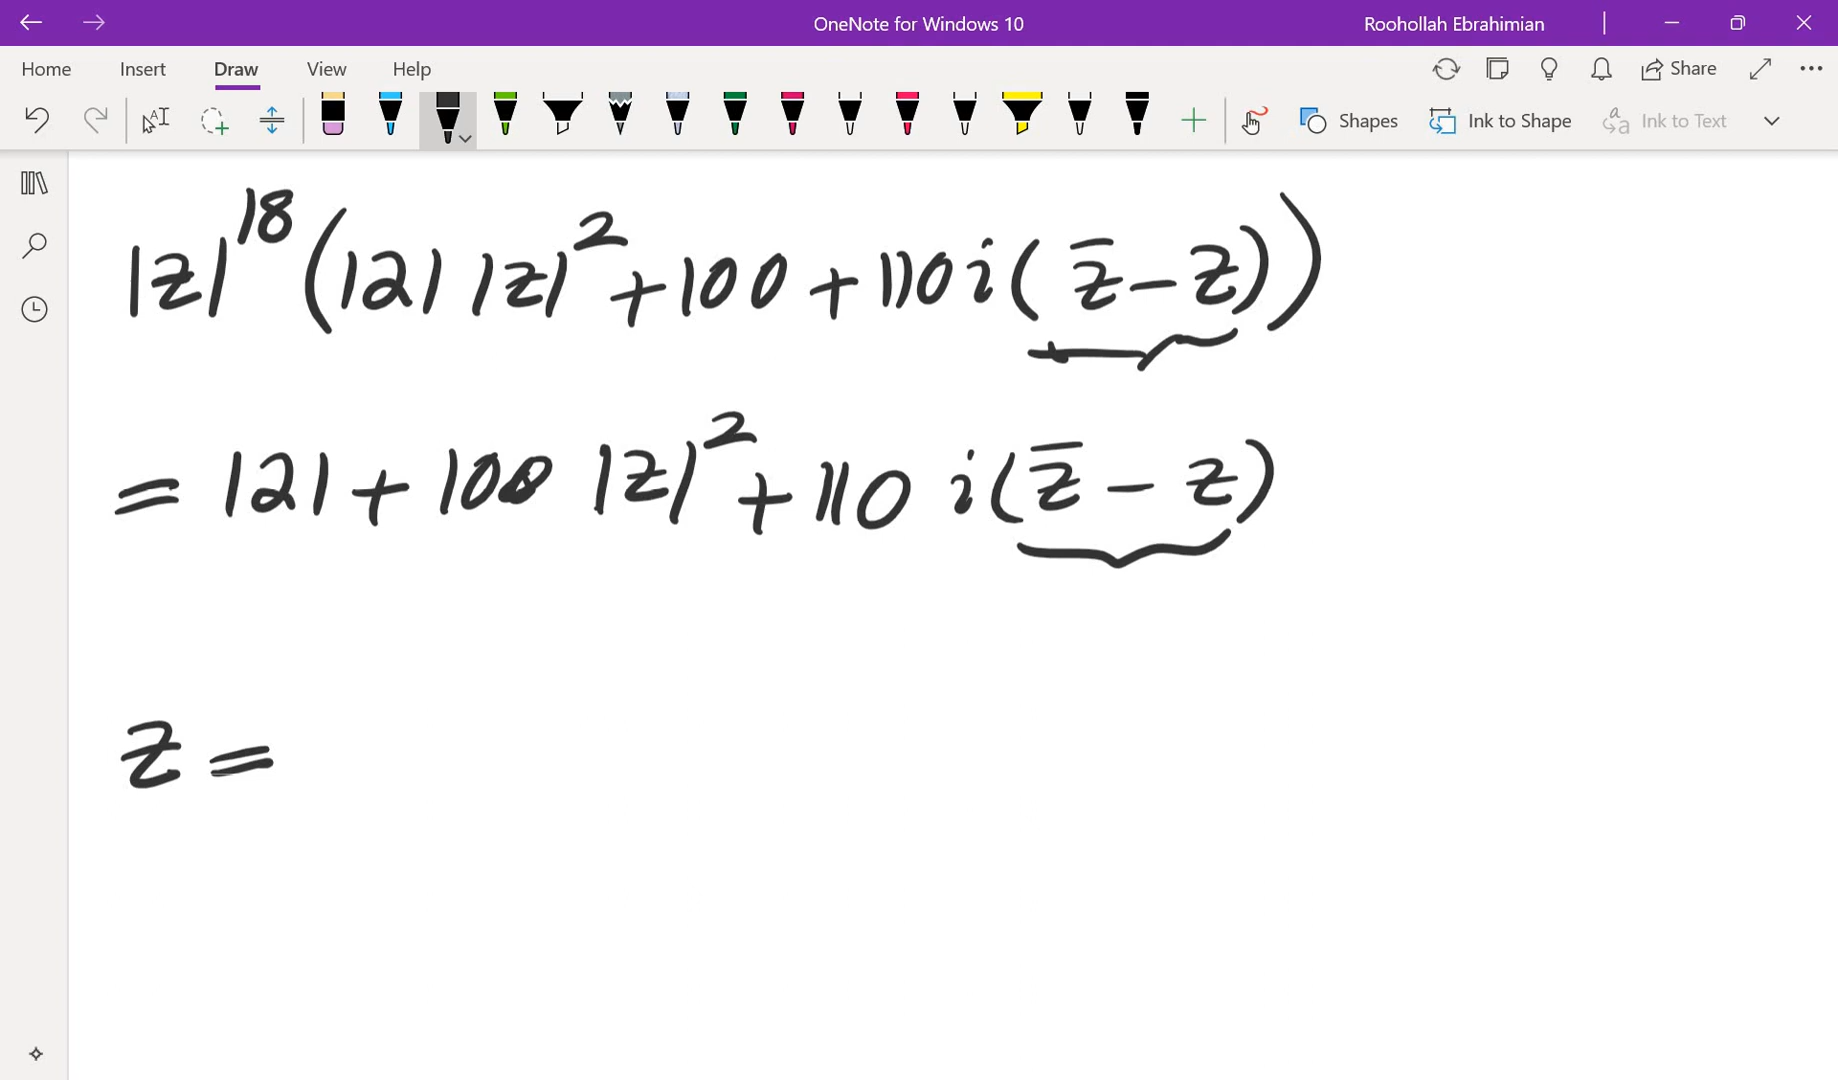 OneNote for Windows 10
Roohollah Ebrahimian
Home Insert Draw View Help
Share
Shapes
Ink to Shape
Ink to Text
|z|^18 (121 |z|^2 + 100 + 110 i( z̄ - z))
= 121 + 100 |z|^2 + 110 i( z̄ - z)
z =